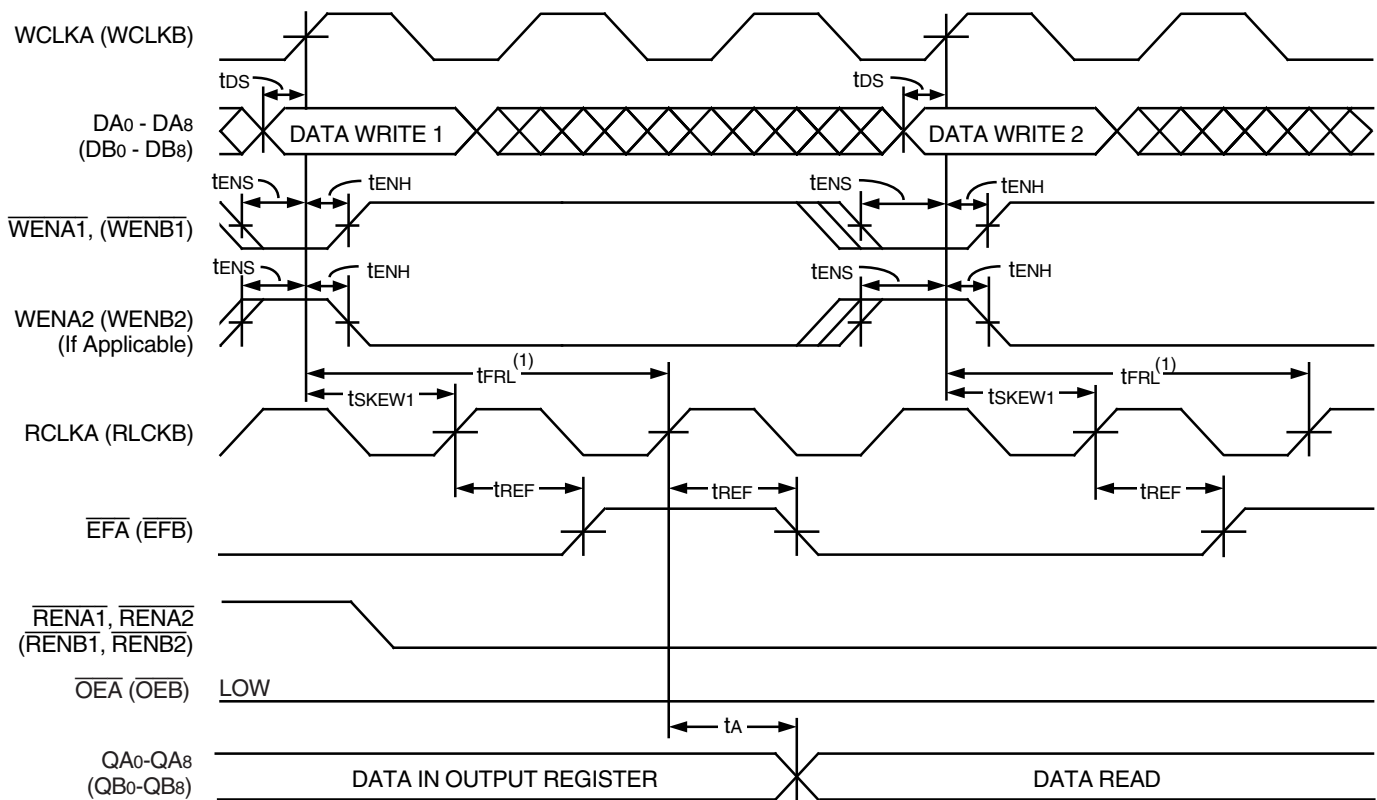 WCLKA (WCLKB)
tDS tDS
DA0 - DA8
(DB0 - DB8)
DATA WRITE 1 DATA WRITE 2
tENS tENH tENS tENH
WENA1, (WENB1)
tENS tENH tENS tENH
WENA2 (WENB2)
(If Applicable)
tFRL(1) tFRL(1)
tSKEW1 tSKEW1
RCLKA (RLCKB)
tREF tREF tREF
EFA (EFB)
RENA1, RENA2
(RENB1, RENB2)
OEA (OEB) LOW
tA
QA0-QA8
(QB0-QB8)
DATA IN OUTPUT REGISTER DATA READ